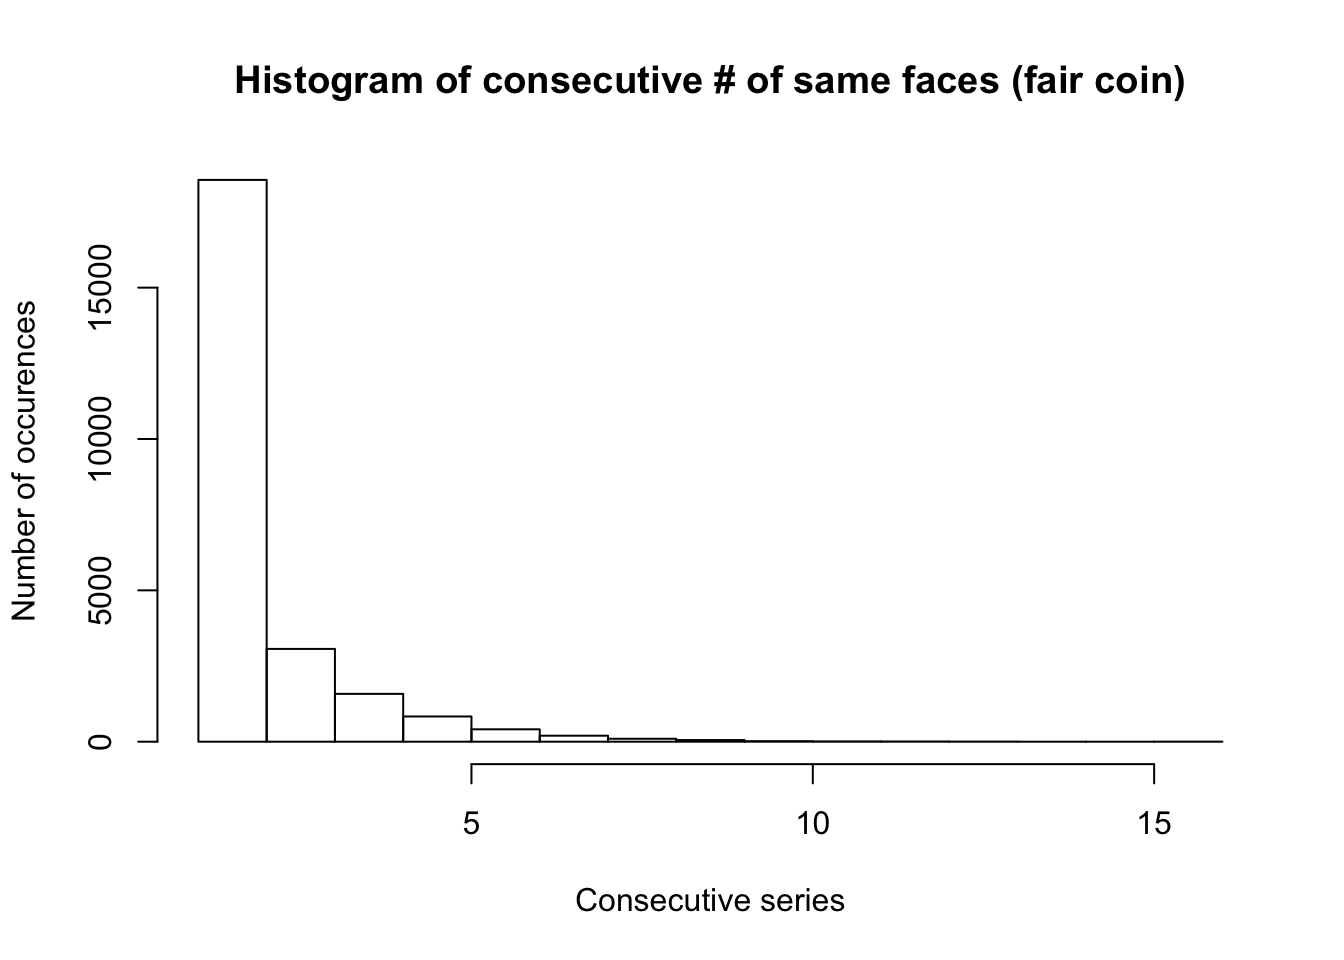 Histogram of consecutive # of same faces (fair coin)
Number of occurences
15000
10000
5000
0
5 10 15
Consecutive series